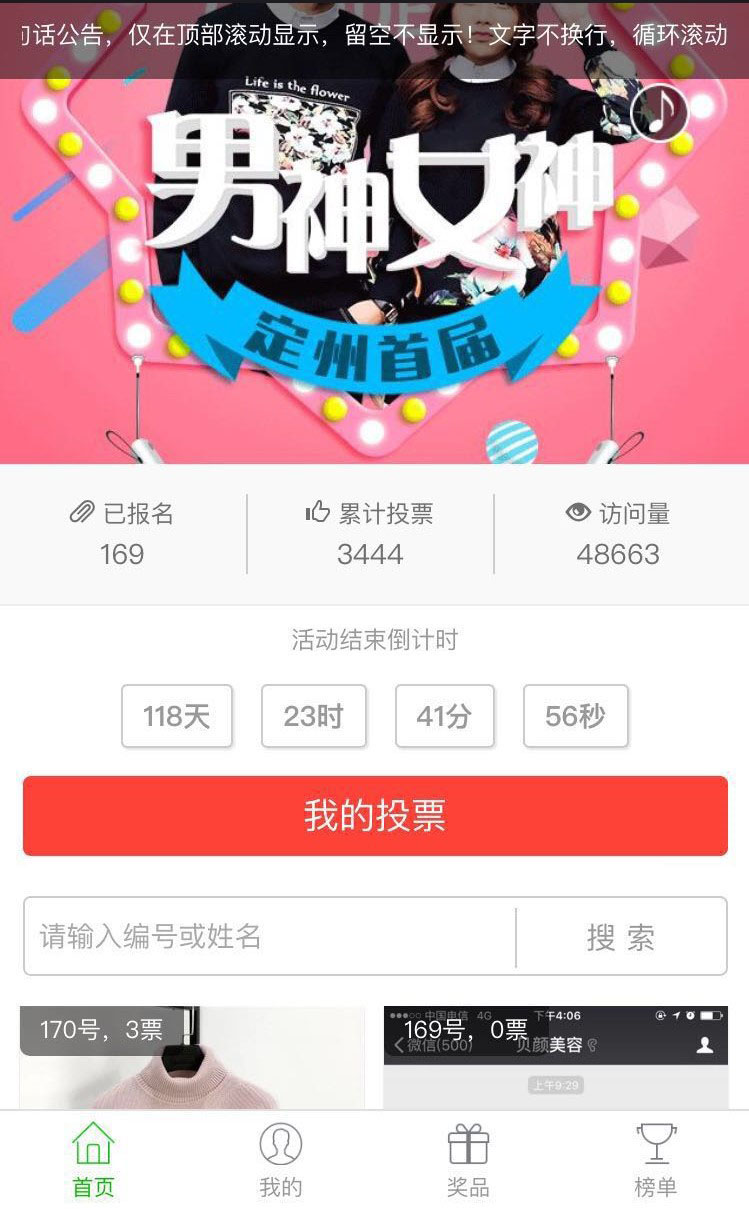 句话公告，仅在顶部滚动显示，留空不显示！文字不换行，循环滚动
Life is the flower
男神女神
定州首届
已报名
169
累计投票
3444
访问量
48663
活动结束倒计时
118天 23时 41分 56秒
我的投票
请输入编号或姓名 搜 索
170号，3票
169号，0票
中国电信 4G 下午4:06
微信(500) 贝颜美容
上午9:29
首页 我的 奖品 榜单